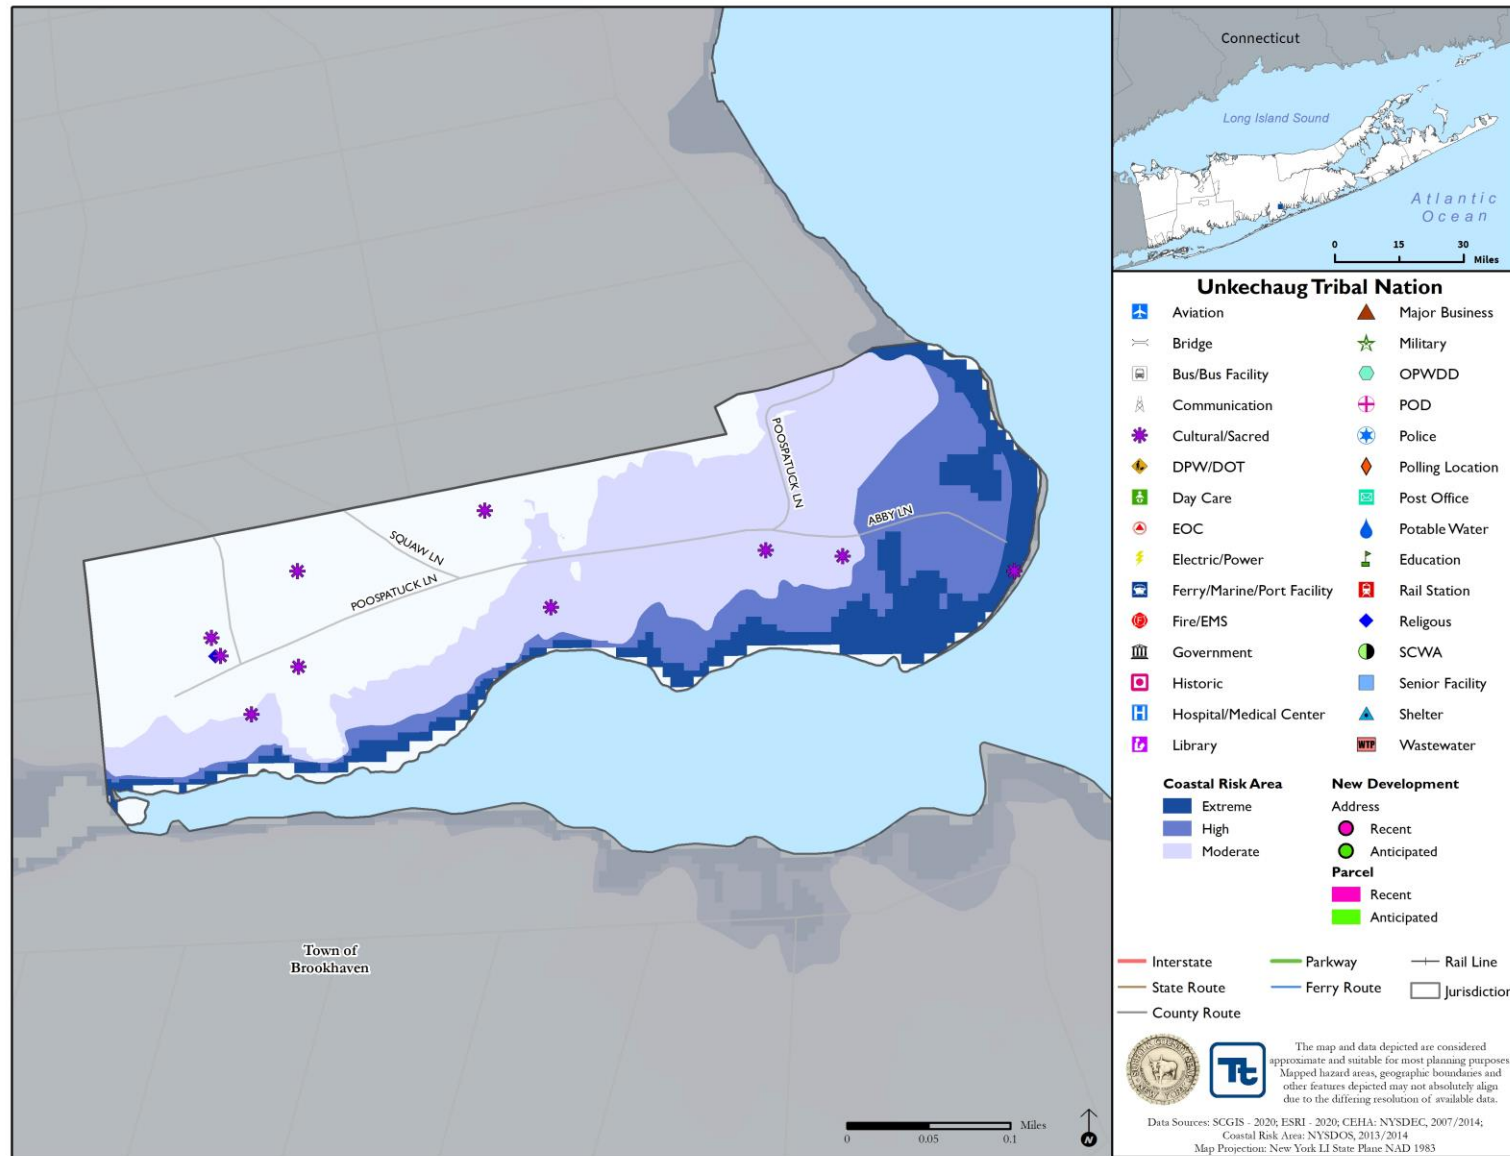 Connecticut
Long Island Sound
Atlantic
Ocean
0 15 30
Miles
POOSPATUCK LN
ABBY LN
SQUAW LN
POOSPATUCK LN
Town of
Brookhaven
Miles
0 0.05 0.1
N
Unkechaug Tribal Nation
Aviation
Bridge
Bus/Bus Facility
Communication
Cultural/Sacred
DPW/DOT
Day Care
EOC
Electric/Power
Ferry/Marine/Port Facility
Fire/EMS
Government
Historic
Hospital/Medical Center
Library
Major Business
Military
OPWDD
POD
Police
Polling Location
Post Office
Potable Water
Education
Rail Station
Religous
SCWA
Senior Facility
Shelter
WTP Wastewater
Coastal Risk Area
Extreme
High
Moderate
New Development
Address
Recent
Anticipated
Parcel
Recent
Anticipated
Interstate
State Route
County Route
Parkway
Ferry Route
Rail Line
Jurisdiction
Tt
The map and data depicted are considered
approximate and suitable for most planning purposes
Mapped hazard areas, geographic boundaries and
other features depicted may not absolutely align
due to the differing resolution of available data.
Data Sources: SCGIS - 2020; ESRI - 2020; CEHA: NYSDEC, 2007/2014;
Coastal Risk Area: NYSDOS, 2013/2014
Map Projection: New York LI State Plane NAD 1983